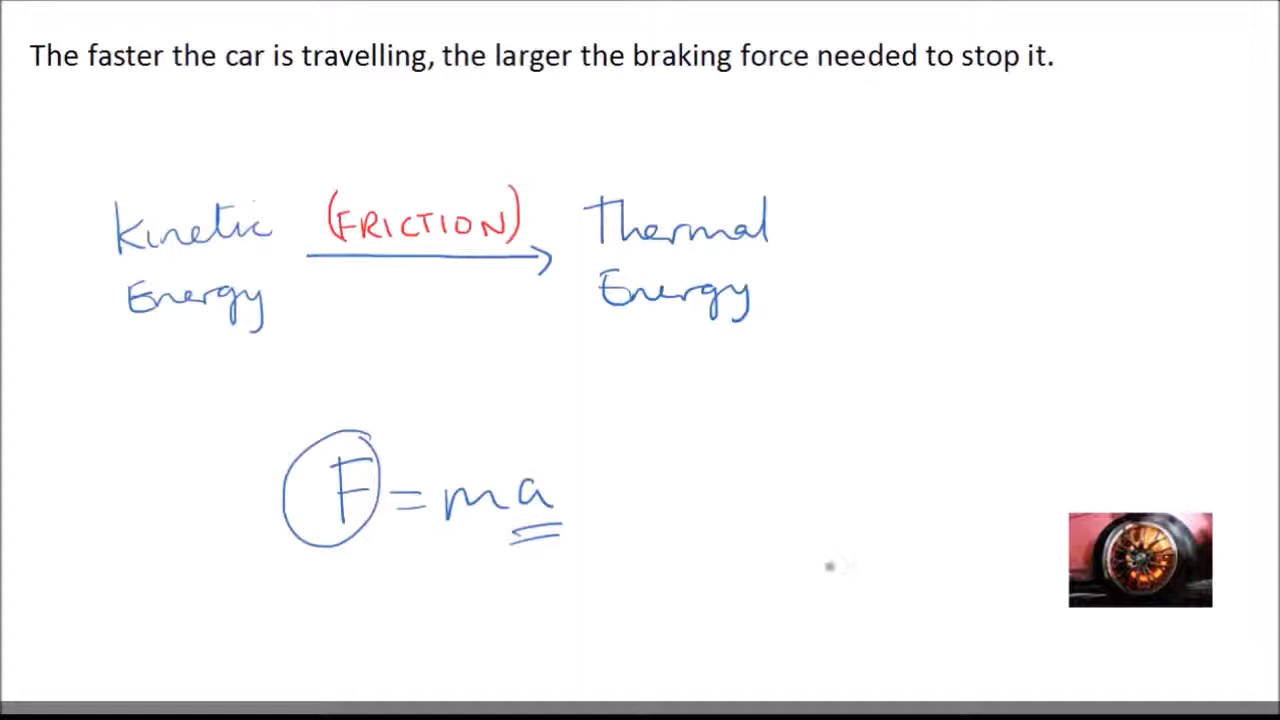 The faster the car is travelling, the larger the braking force needed to stop it.
Kinetic (FRICTION) Thermal
Energy Energy
F = ma